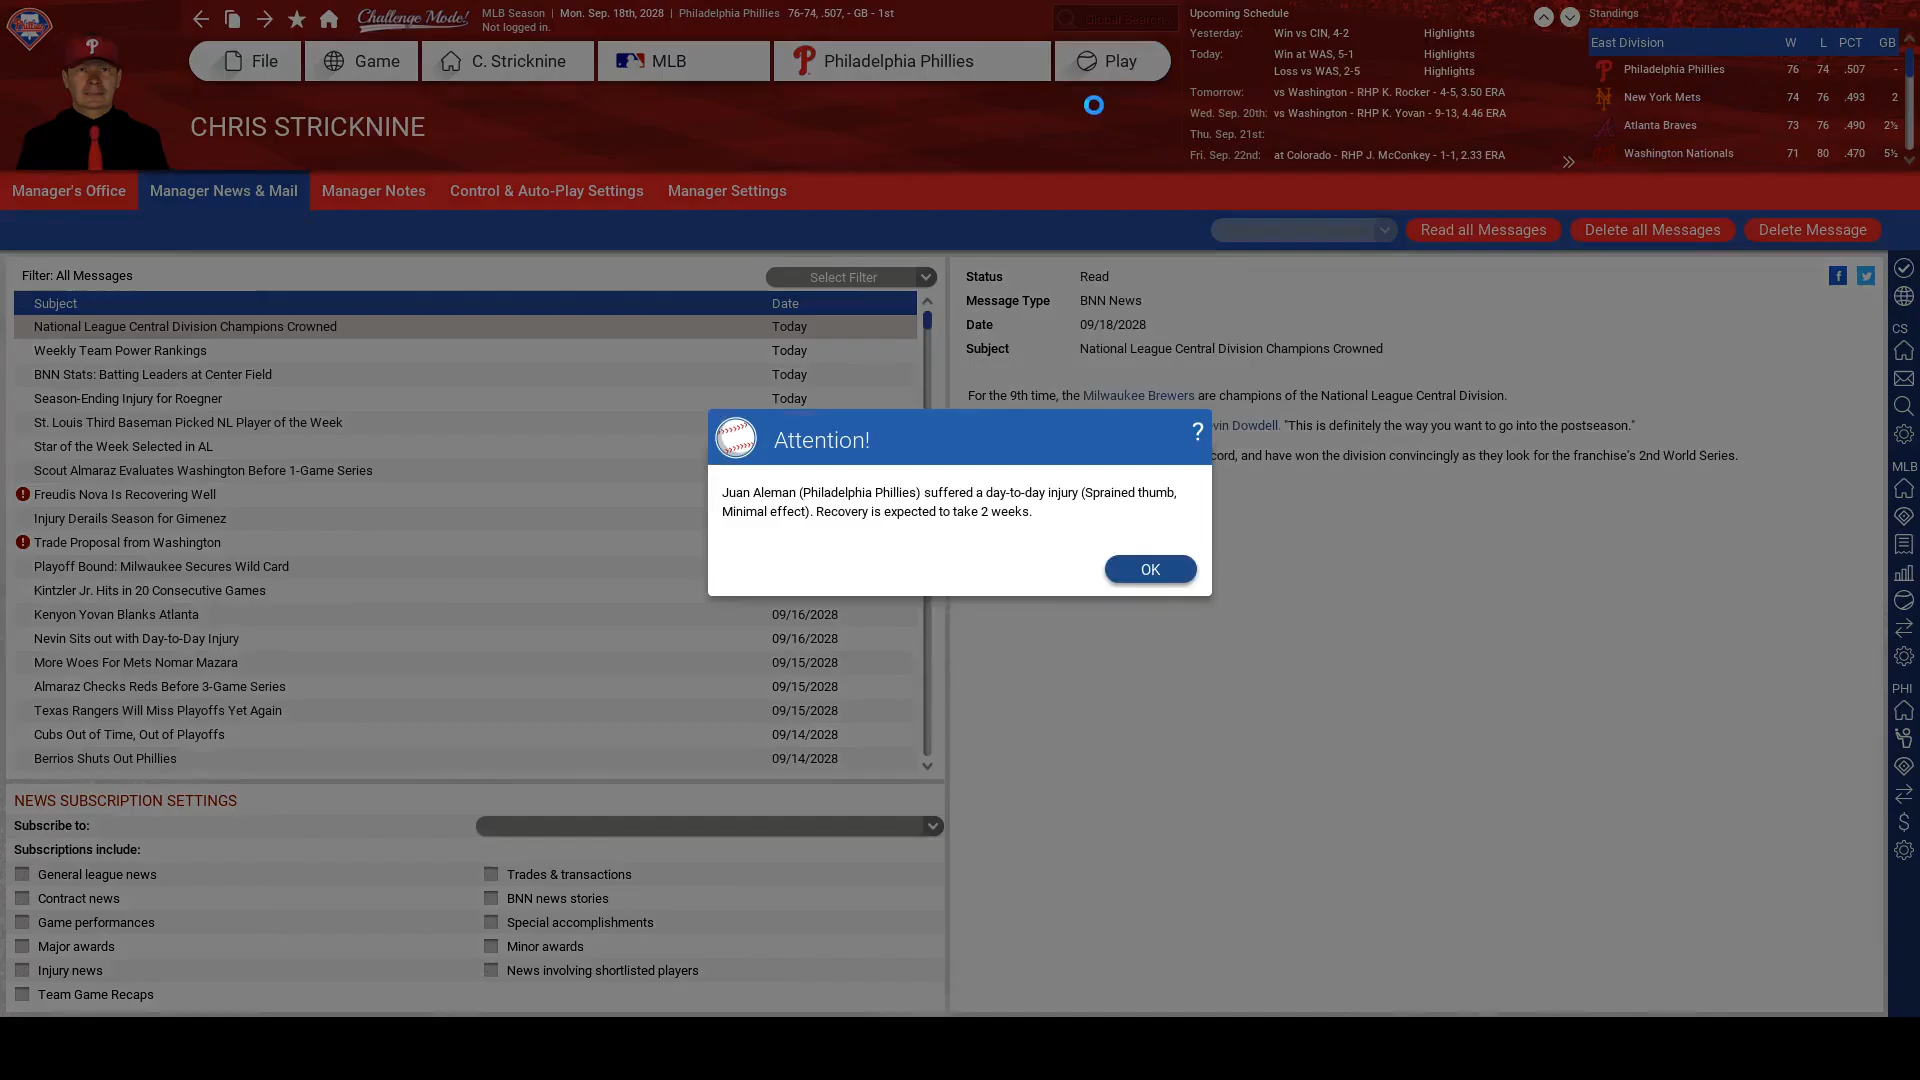 Challenge Mode!
MLB Season | Mon. Sep. 18th, 2028 | Philadelphia Phillies 76-74, .507, - GB - 1st
Not logged in.
Global Search
File
Game
C. Stricknine
MLB
Philadelphia Phillies
Play
CHRIS STRICKNINE
Upcoming Schedule
Yesterday: Win vs CIN, 4-2 Highlights
Today: Win at WAS, 5-1 Highlights
Loss vs WAS, 2-5 Highlights
Tomorrow: vs Washington - RHP K. Rocker - 4-5, 3.50 ERA
Wed. Sep. 20th: vs Washington - RHP K. Yovan - 9-13, 4.46 ERA
Thu. Sep. 21st:
Fri. Sep. 22nd: at Colorado - RHP J. McConkey - 1-1, 2.33 ERA
Standings
East Division W L PCT GB
Philadelphia Phillies 76 74 .507 -
New York Mets 74 76 .493 2
Atlanta Braves 73 76 .490 2½
Washington Nationals 71 80 .470 5½
Manager's Office
Manager News & Mail
Manager Notes
Control & Auto-Play Settings
Manager Settings
Read all Messages
Delete all Messages
Delete Message
Filter: All Messages
Select Filter
Subject Date
National League Central Division Champions Crowned Today
Weekly Team Power Rankings Today
BNN Stats: Batting Leaders at Center Field Today
Season-Ending Injury for Roegner Today
St. Louis Third Baseman Picked NL Player of the Week
Star of the Week Selected in AL
Scout Almaraz Evaluates Washington Before 1-Game Series
Freudis Nova Is Recovering Well
Injury Derails Season for Gimenez
Trade Proposal from Washington
Playoff Bound: Milwaukee Secures Wild Card
Kintzler Jr. Hits in 20 Consecutive Games
Kenyon Yovan Blanks Atlanta 09/16/2028
Nevin Sits out with Day-to-Day Injury 09/16/2028
More Woes For Mets Nomar Mazara 09/15/2028
Almaraz Checks Reds Before 3-Game Series 09/15/2028
Texas Rangers Will Miss Playoffs Yet Again 09/15/2028
Cubs Out of Time, Out of Playoffs 09/14/2028
Berrios Shuts Out Phillies 09/14/2028
Status Read
Message Type BNN News
Date 09/18/2028
Subject National League Central Division Champions Crowned
For the 9th time, the Milwaukee Brewers are champions of the National League Central Division.
vin Dowdell. "This is definitely the way you want to go into the postseason."
cord, and have won the division convincingly as they look for the franchise's 2nd World Series.
Attention!
?
Juan Aleman (Philadelphia Phillies) suffered a day-to-day injury (Sprained thumb,
Minimal effect). Recovery is expected to take 2 weeks.
OK
NEWS SUBSCRIPTION SETTINGS
Subscribe to:
Subscriptions include:
General league news
Trades & transactions
Contract news
BNN news stories
Game performances
Special accomplishments
Major awards
Minor awards
Injury news
News involving shortlisted players
Team Game Recaps
CS
MLB
PHI